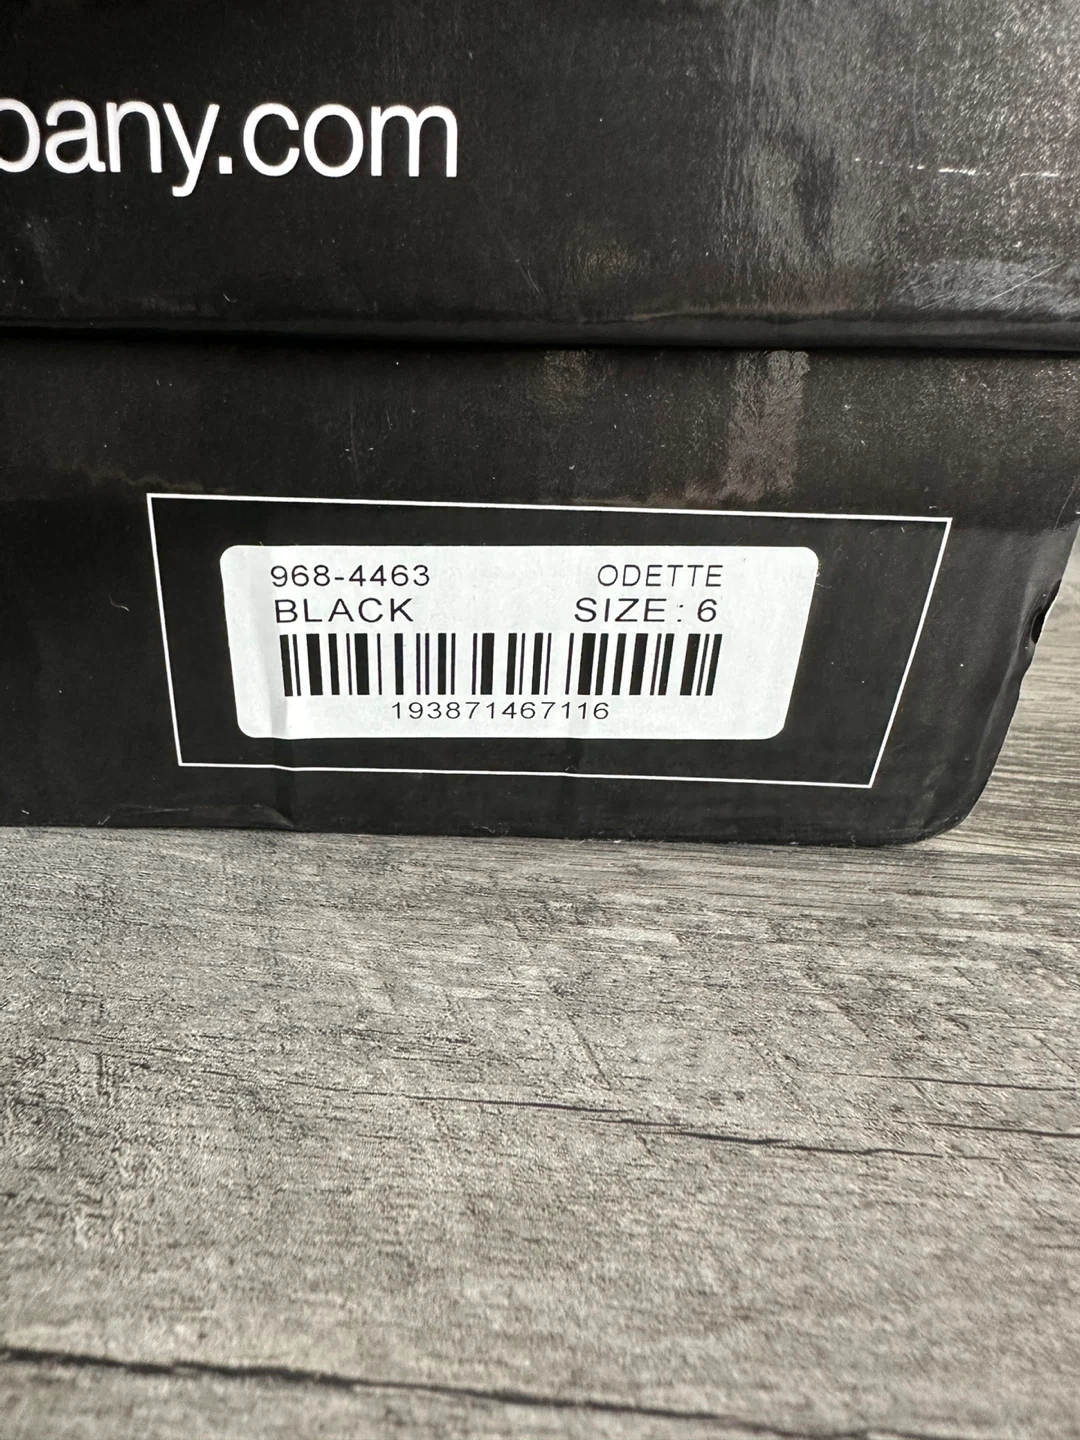 pany.com
968-4463 ODETTE
BLACK SIZE: 6
193871467116